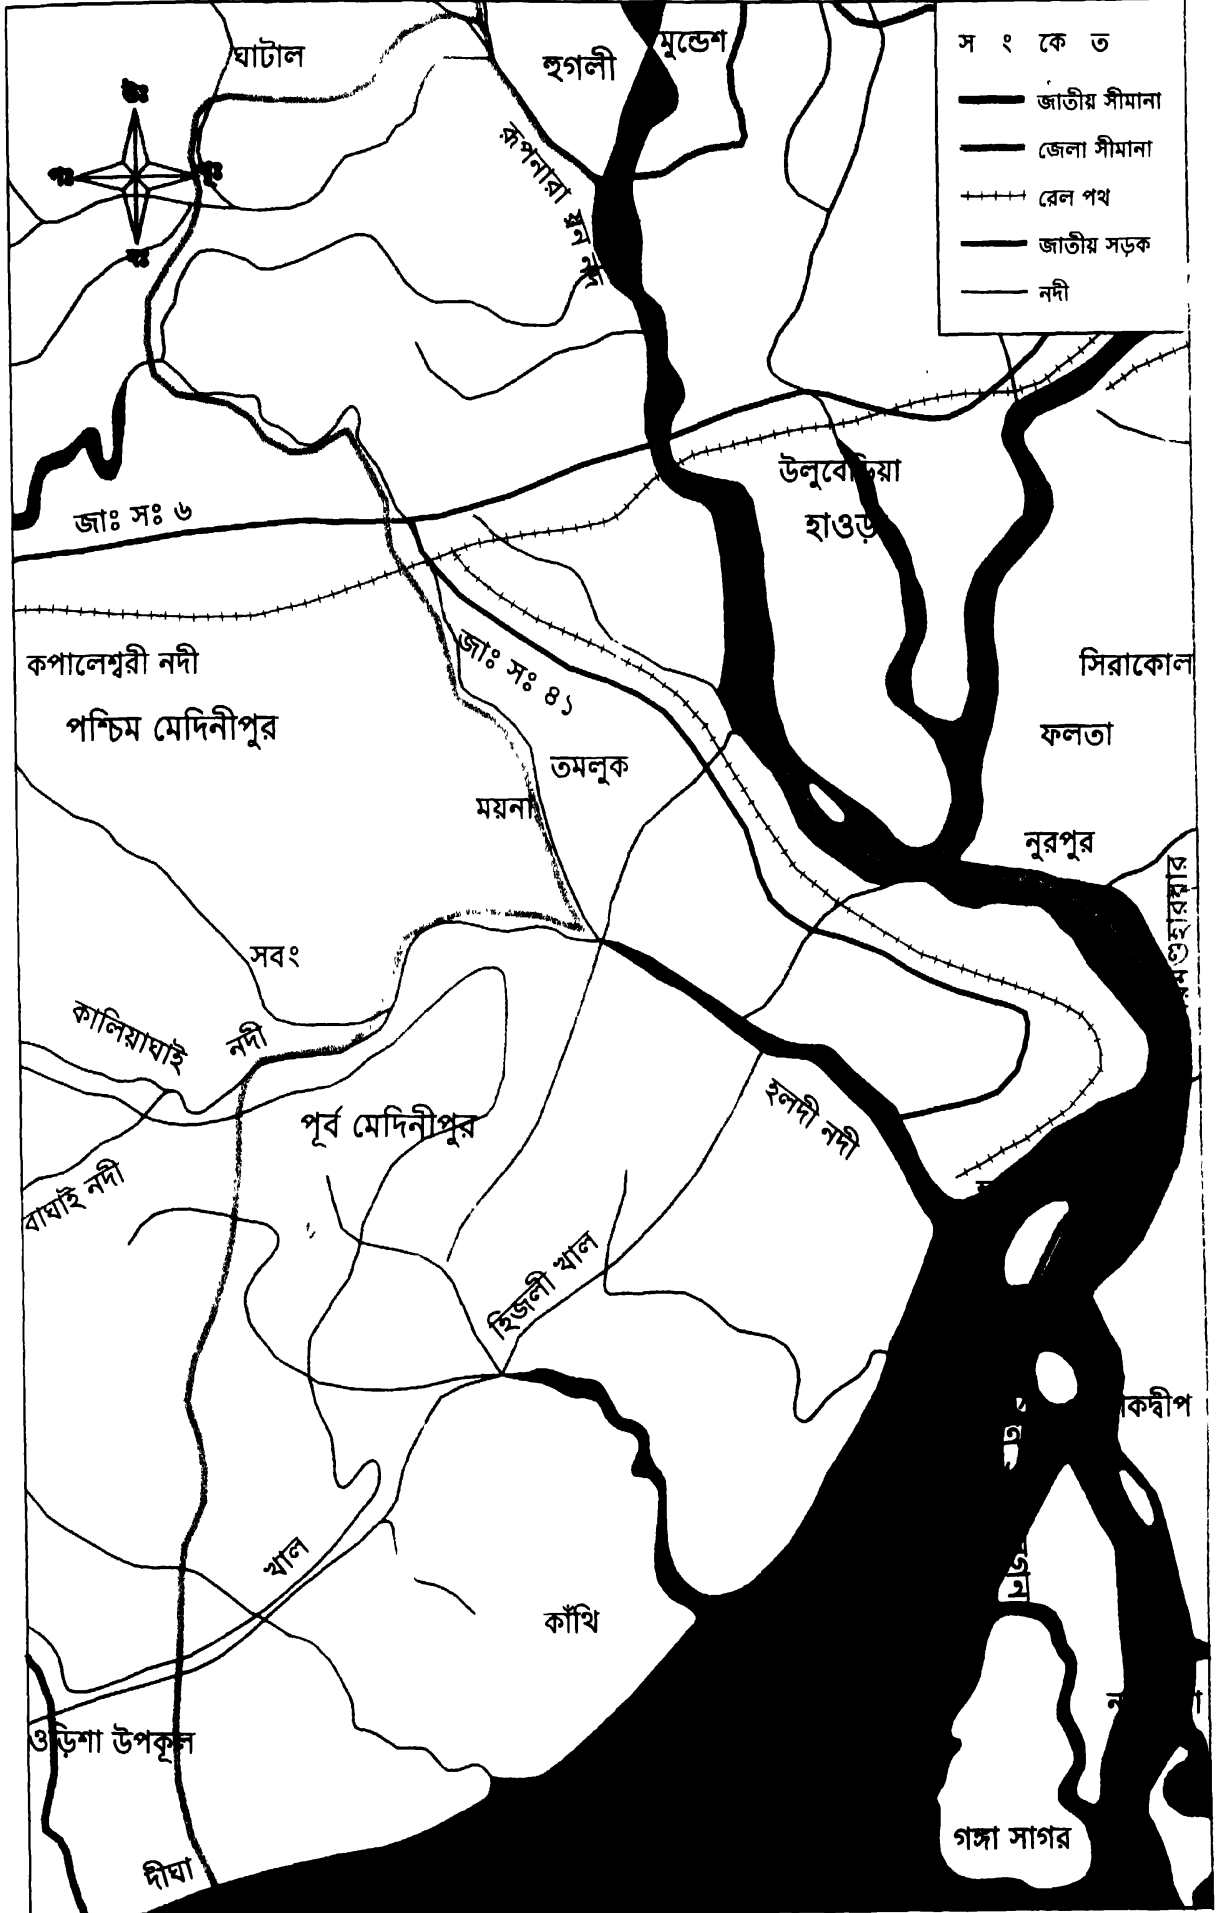 ঘাটাল
হুগলী
মুন্ডেশ
স ং কে ত
জাতীয় সীমানা
জেলা সীমানা
রেল পথ
জাতীয় সড়ক
নদী
উঃ
পঃ
পূঃ
দঃ
রূপনারায়ন নদী
জাঃ সঃ ৬
উলুবেড়িয়া
হাওড়
কপালেশ্বরী নদী
জাঃ সঃ ৪১
সিরাকোল
পশ্চিম মেদিনীপুর
ফলতা
তমলুক
ময়না
নুরপুর
সবং
কালিয়াঘাই নদী
হলদী নদী
পূর্ব মেদিনীপুর
বাঘাই নদী
হিজলী খাল
কদ্বীপ
খাল
কাঁথি
ওড়িশা উপকূল
গঙ্গা সাগর
দীঘা